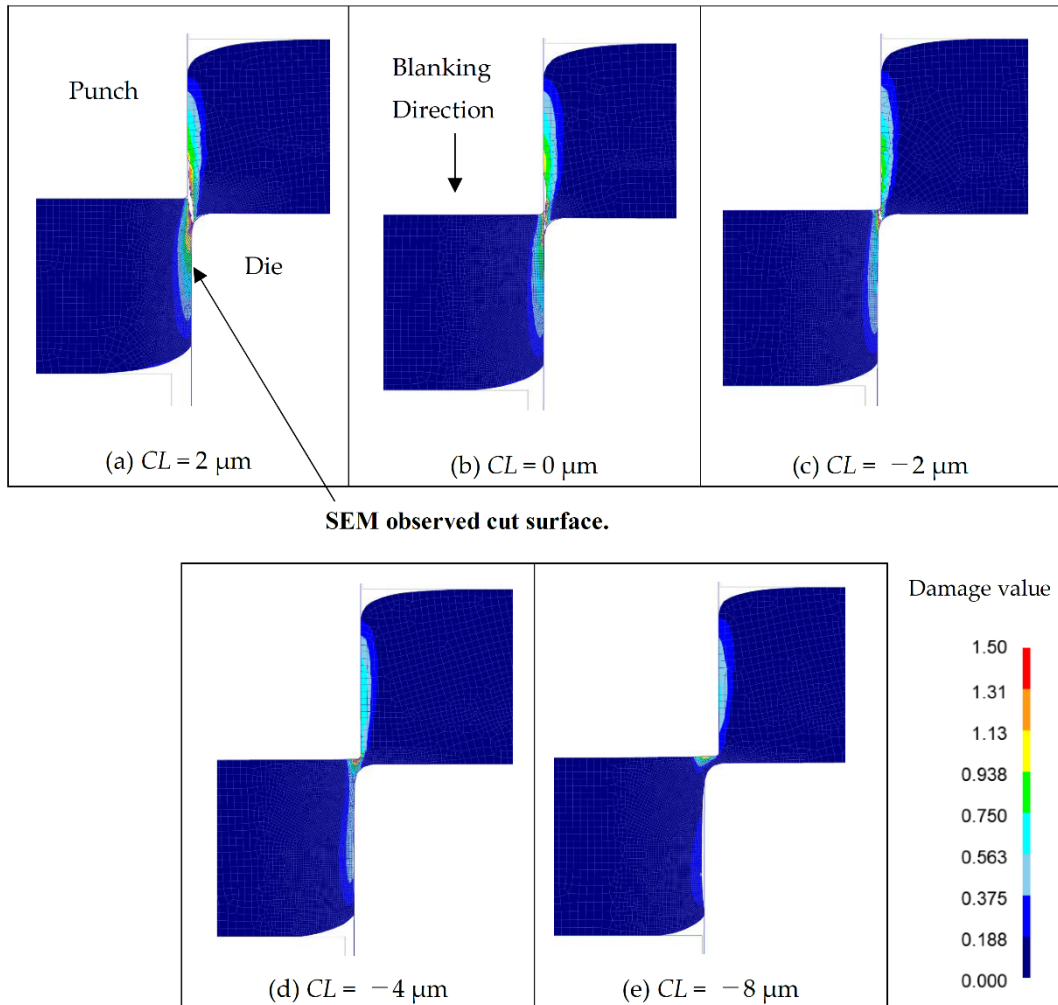 Punch
Blanking
Direction
Die
(a) CL = 2 μm
(b) CL = 0 μm
(c) CL = −2 μm
SEM observed cut surface.
(d) CL = −4 μm
(e) CL = −8 μm
Damage value
1.50
1.31
1.13
0.938
0.750
0.563
0.375
0.188
0.000